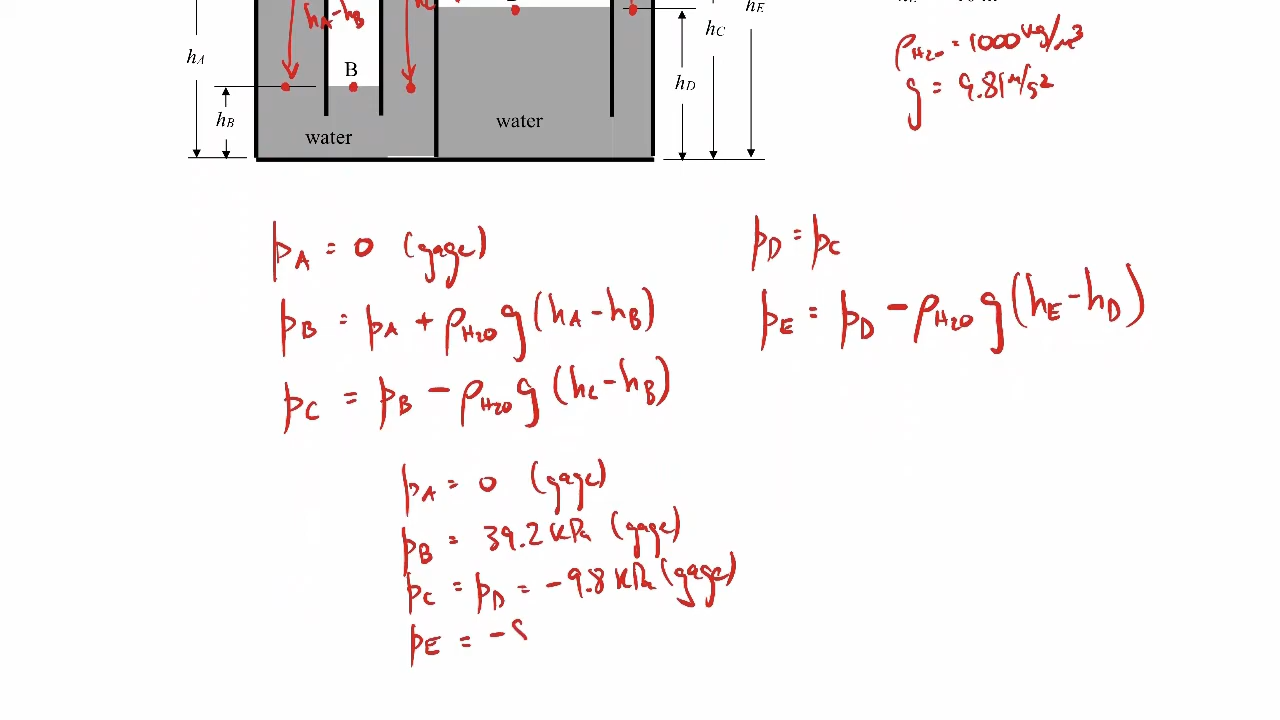 hE
hA-hB
hC
hA
ρH2O = 1000 kg/m3
g = 9.81 m/s2
B
hD
hB
water
water
pA = 0 (gage)
pB = pA + ρH2O g (hA - hB)
pC = pB - ρH2O g (hC - hB)
pD = pC
pE = pD - ρH2O g (hE - hD)
pA = 0 (gage)
pB = 39.2 kPa (gage)
pC = pD = -9.8 kPa (gage)
pE =